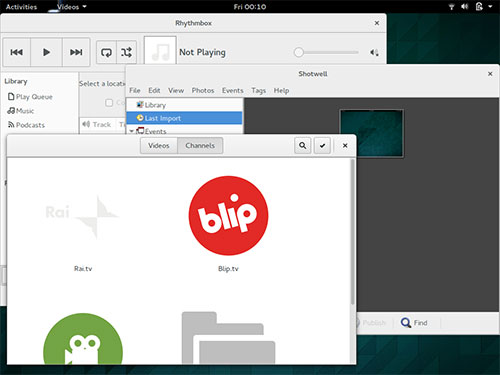 Activities Videos Fri 00:10
Rhythmbox
Not Playing
Shotwell
Library
Play Queue
Music
Podcasts
Select a locat
Track
File Edit View Photos Events Tags Help
Library
Last Import
Events
Videos Channels
Rai
blip
Rai.tv
Blip.tv
Publish
Find